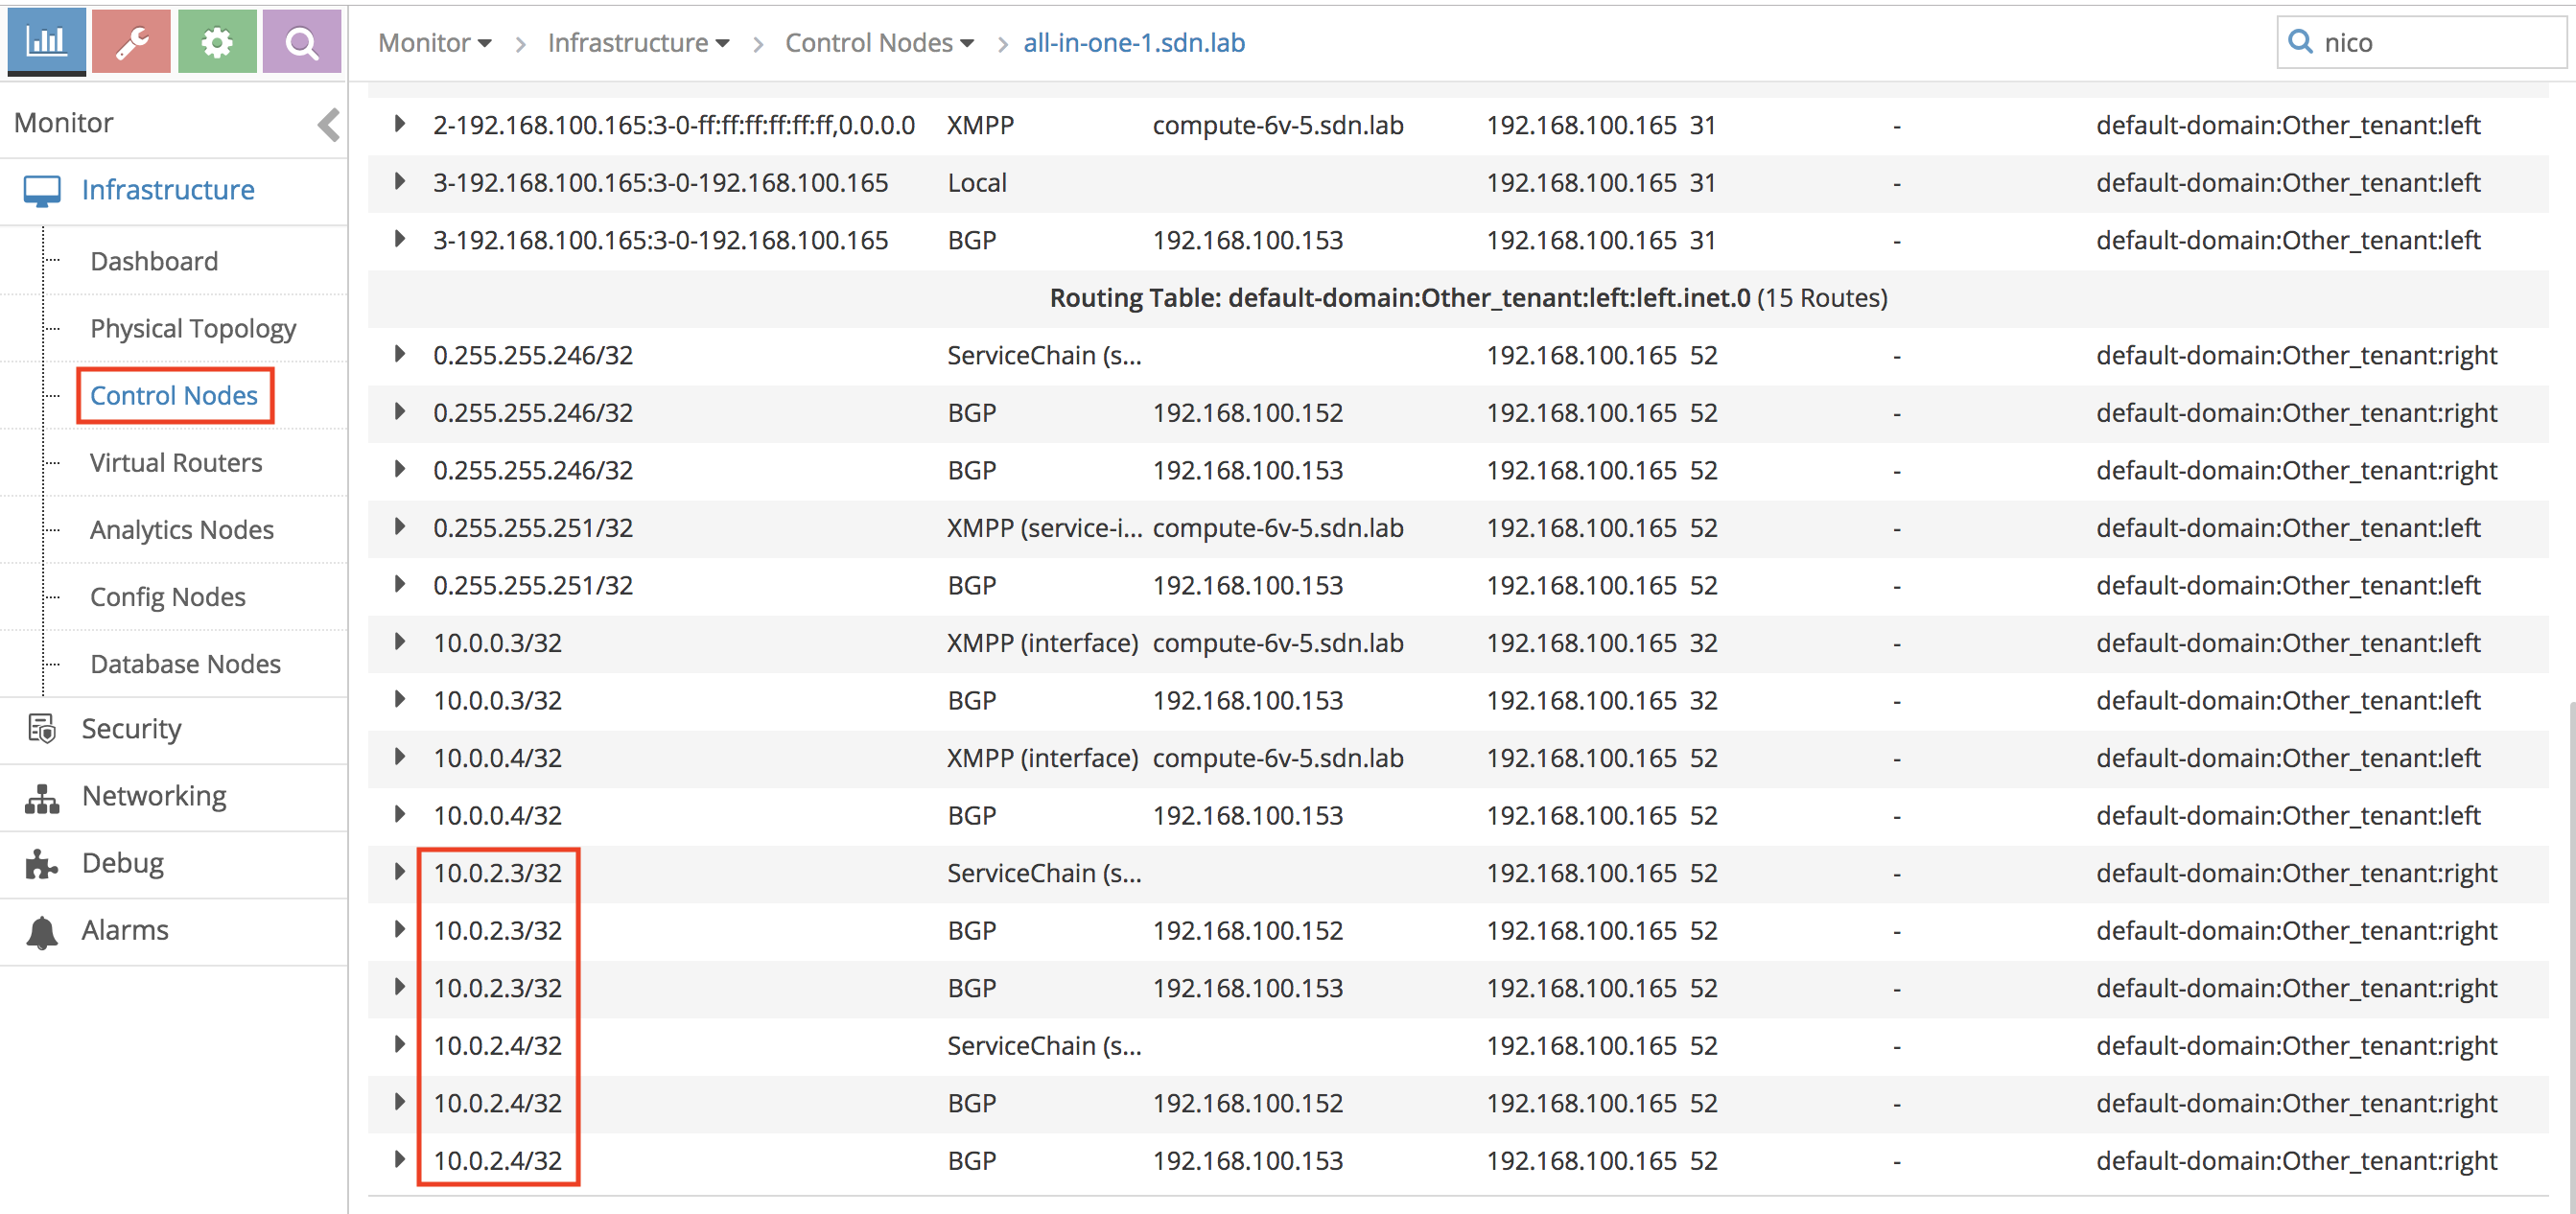 Monitor Infrastructure Control Nodes all-in-one-1.sdn.lab nico
Monitor
Infrastructure
Dashboard
Physical Topology
Control Nodes
Virtual Routers
Analytics Nodes
Config Nodes
Database Nodes
Security
Networking
Debug
Alarms
2-192.168.100.165:3-0-ff:ff:ff:ff:ff:ff,0.0.0.0 XMPP compute-6v-5.sdn.lab 192.168.100.165 31 - default-domain:Other_tenant:left
3-192.168.100.165:3-0-192.168.100.165 Local 192.168.100.165 31 - default-domain:Other_tenant:left
3-192.168.100.165:3-0-192.168.100.165 BGP 192.168.100.153 192.168.100.165 31 - default-domain:Other_tenant:left
Routing Table: default-domain:Other_tenant:left:left.inet.0 (15 Routes)
0.255.255.246/32 ServiceChain (s... 192.168.100.165 52 - default-domain:Other_tenant:right
0.255.255.246/32 BGP 192.168.100.152 192.168.100.165 52 - default-domain:Other_tenant:right
0.255.255.246/32 BGP 192.168.100.153 192.168.100.165 52 - default-domain:Other_tenant:right
0.255.255.251/32 XMPP (service-i... compute-6v-5.sdn.lab 192.168.100.165 52 - default-domain:Other_tenant:left
0.255.255.251/32 BGP 192.168.100.153 192.168.100.165 52 - default-domain:Other_tenant:left
10.0.0.3/32 XMPP (interface) compute-6v-5.sdn.lab 192.168.100.165 32 - default-domain:Other_tenant:left
10.0.0.3/32 BGP 192.168.100.153 192.168.100.165 32 - default-domain:Other_tenant:left
10.0.0.4/32 XMPP (interface) compute-6v-5.sdn.lab 192.168.100.165 52 - default-domain:Other_tenant:left
10.0.0.4/32 BGP 192.168.100.153 192.168.100.165 52 - default-domain:Other_tenant:left
10.0.2.3/32 ServiceChain (s... 192.168.100.165 52 - default-domain:Other_tenant:right
10.0.2.3/32 BGP 192.168.100.152 192.168.100.165 52 - default-domain:Other_tenant:right
10.0.2.3/32 BGP 192.168.100.153 192.168.100.165 52 - default-domain:Other_tenant:right
10.0.2.4/32 ServiceChain (s... 192.168.100.165 52 - default-domain:Other_tenant:right
10.0.2.4/32 BGP 192.168.100.152 192.168.100.165 52 - default-domain:Other_tenant:right
10.0.2.4/32 BGP 192.168.100.153 192.168.100.165 52 - default-domain:Other_tenant:right